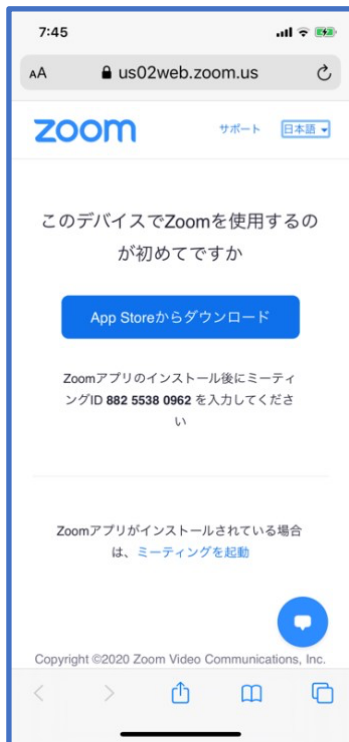 7:45
AA us02web.zoom.us
zoom サポート 日本語
このデバイスでZoomを使用するの
が初めてですか
App Storeからダウンロード
Zoomアプリのインストール後にミーティ
ングID 882 5538 0962 を入力してくださ
い
Zoomアプリがインストールされている場合
は、ミーティングを起動
Copyright ©2020 Zoom Video Communications, Inc.